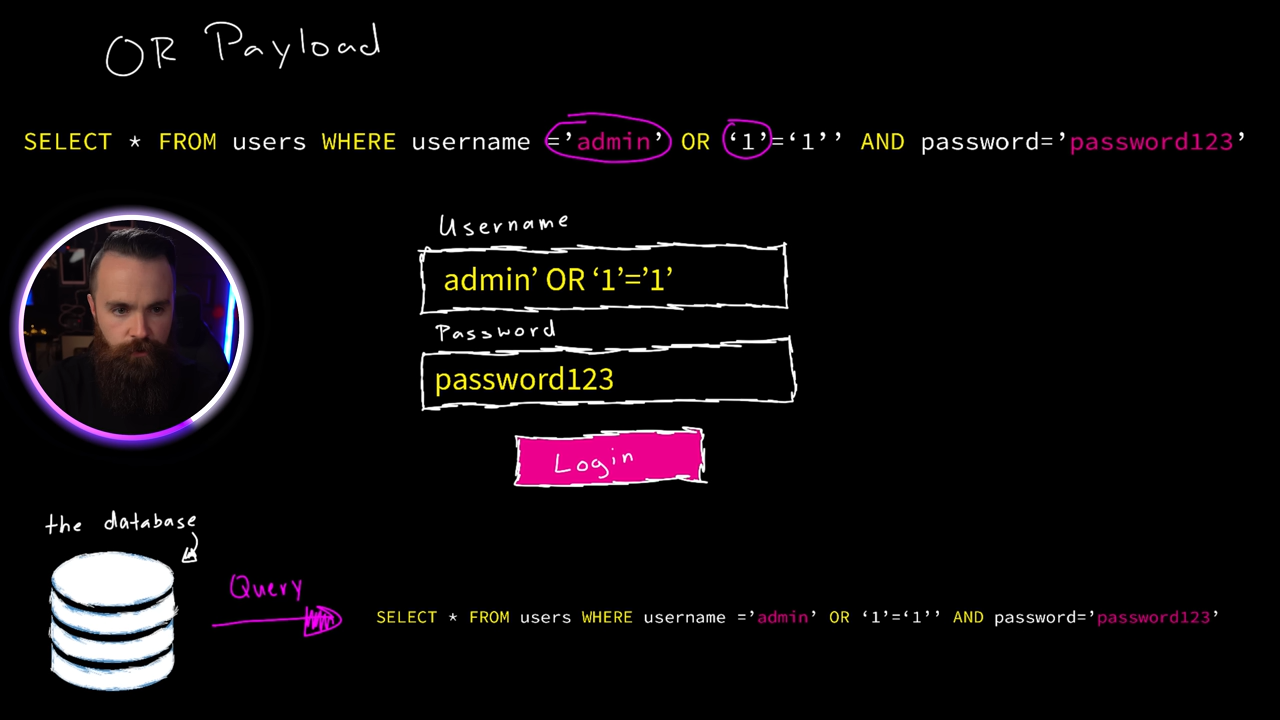 OR Payload
SELECT * FROM users WHERE username =’admin’ OR ‘1’=‘1’’ AND password=’password123’
Username
admin’ OR ‘1’=’1’
Password
password123
Login
the database
Query
SELECT * FROM users WHERE username =’admin’ OR ‘1’=‘1’’ AND password=’password123’